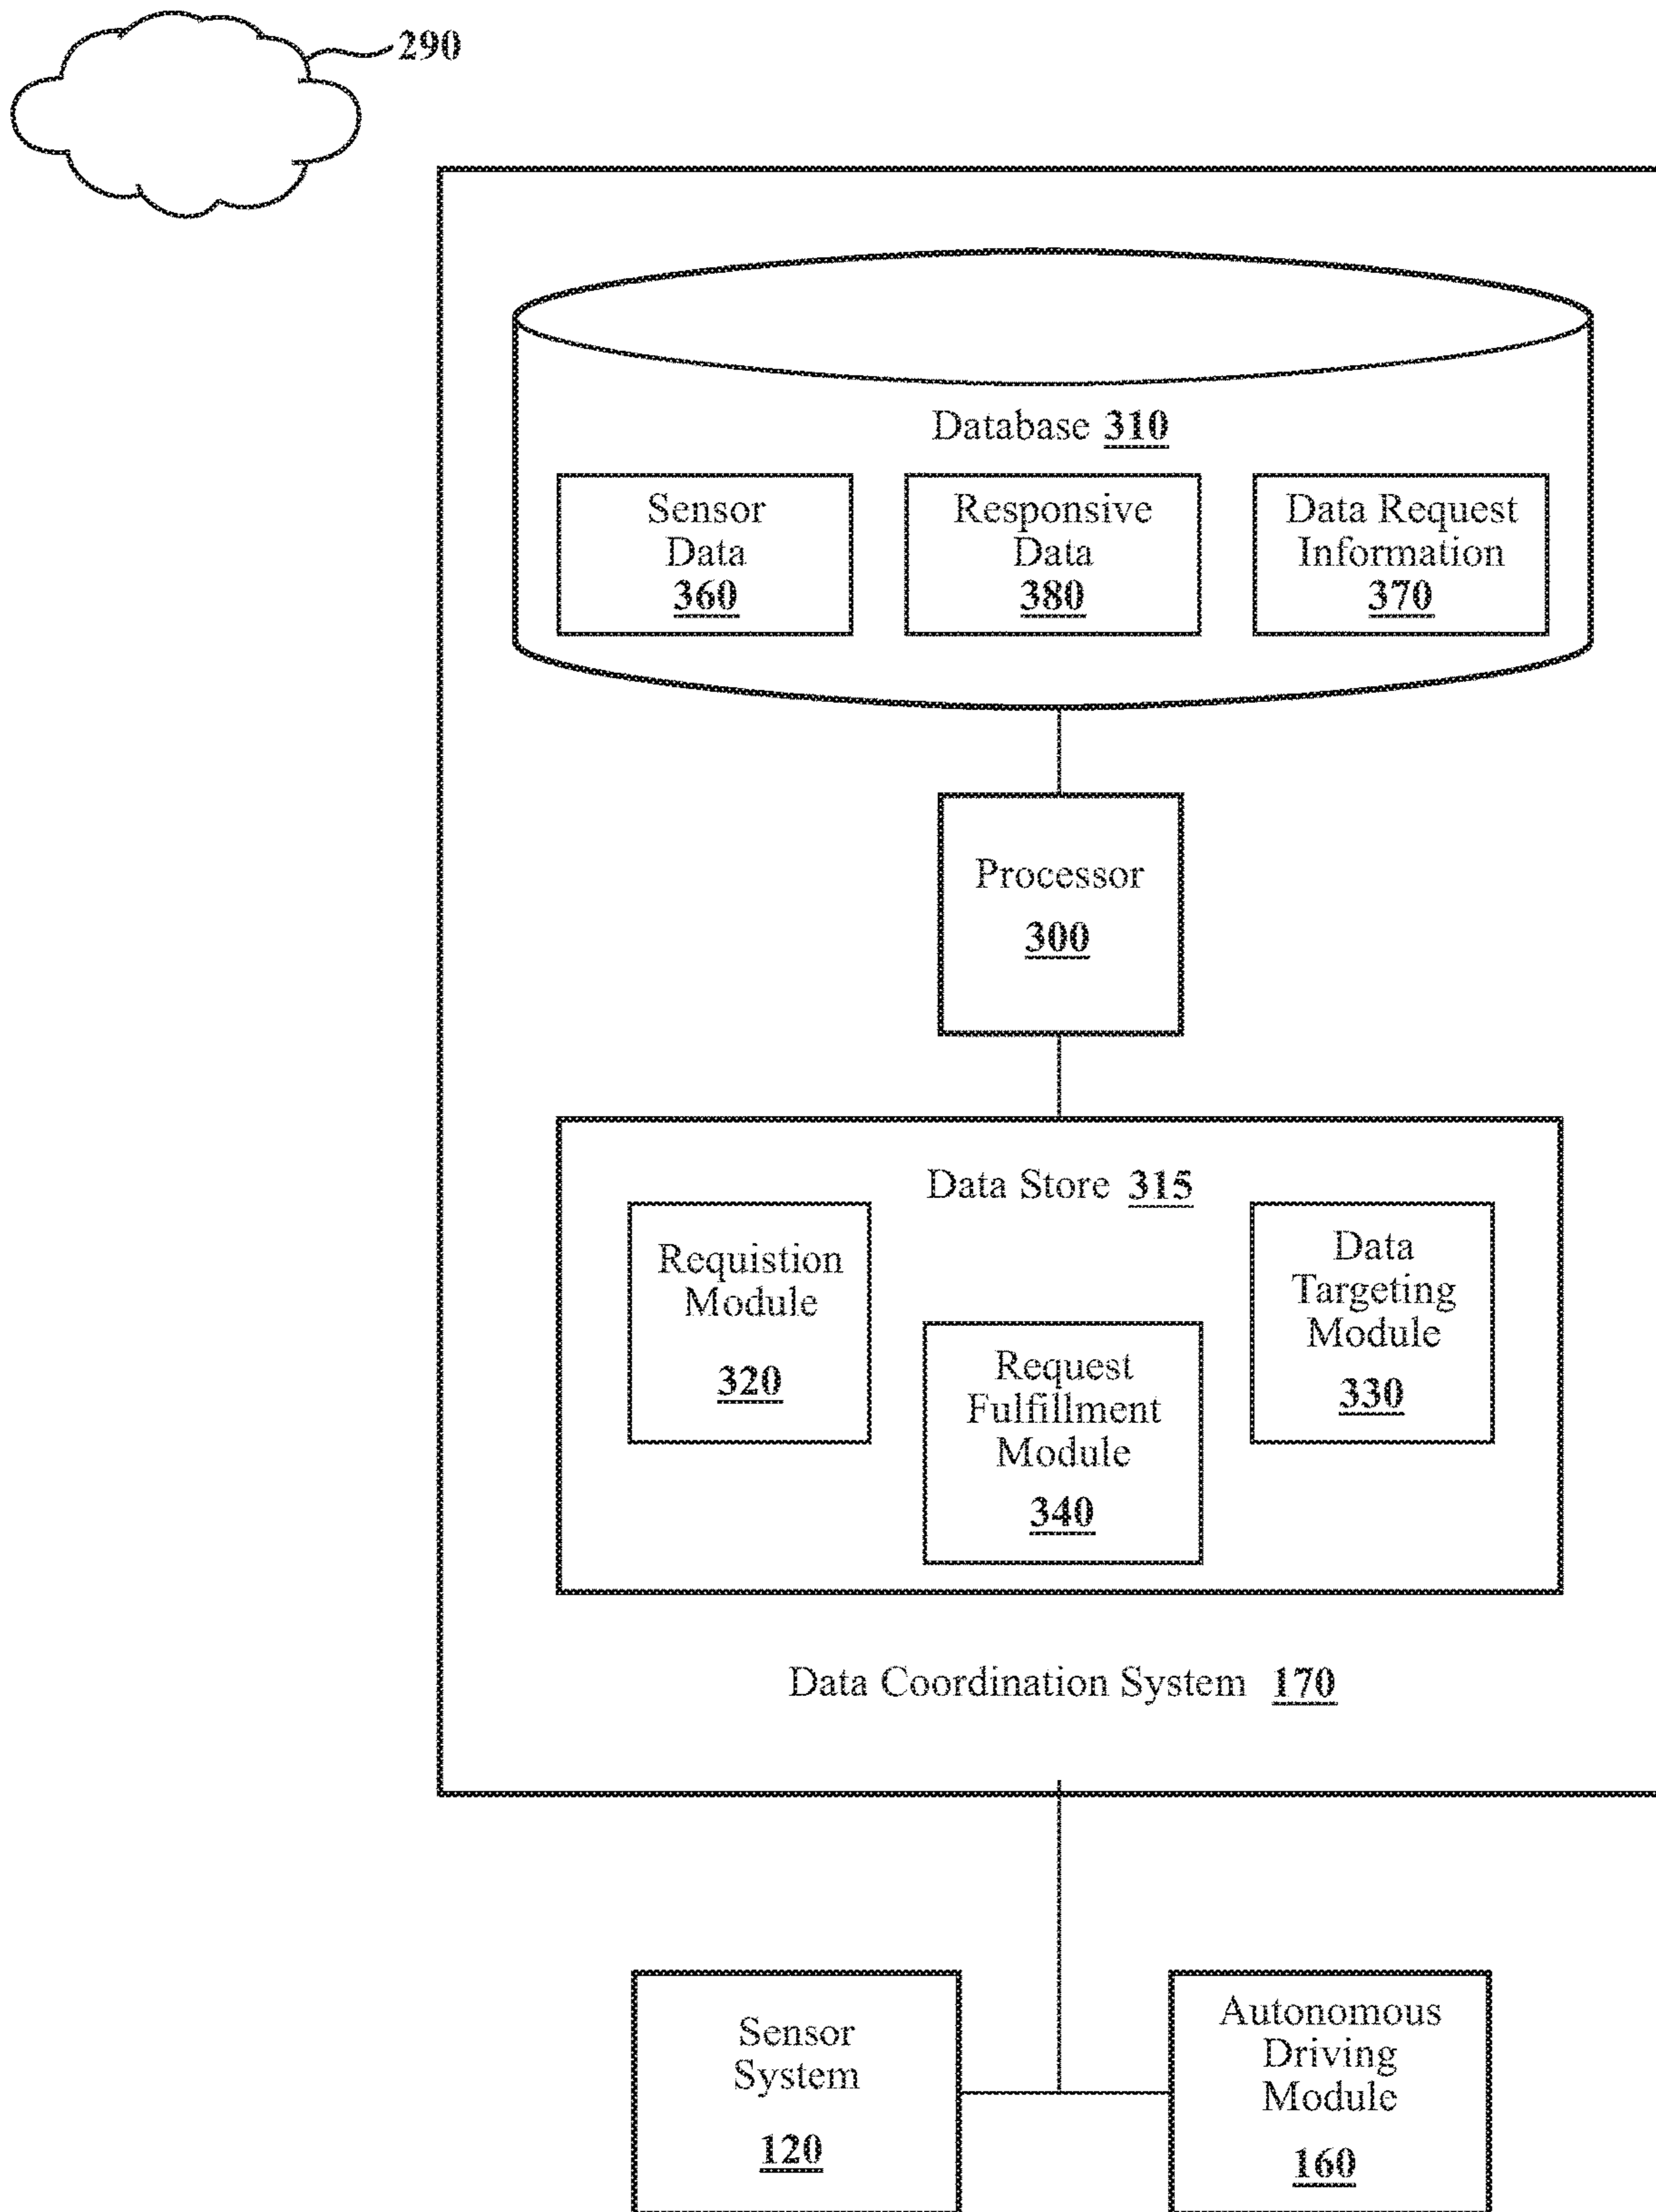 290
Database 310
Sensor
Data
360
Responsive
Data
380
Data Request
Information
370
Processor
300
Data Store 315
Requistion
Module
320
Request
Fulfillment
Module
340
Data
Targeting
Module
330
Data Coordination System 170
Sensor
System
120
Autonomous
Driving
Module
160